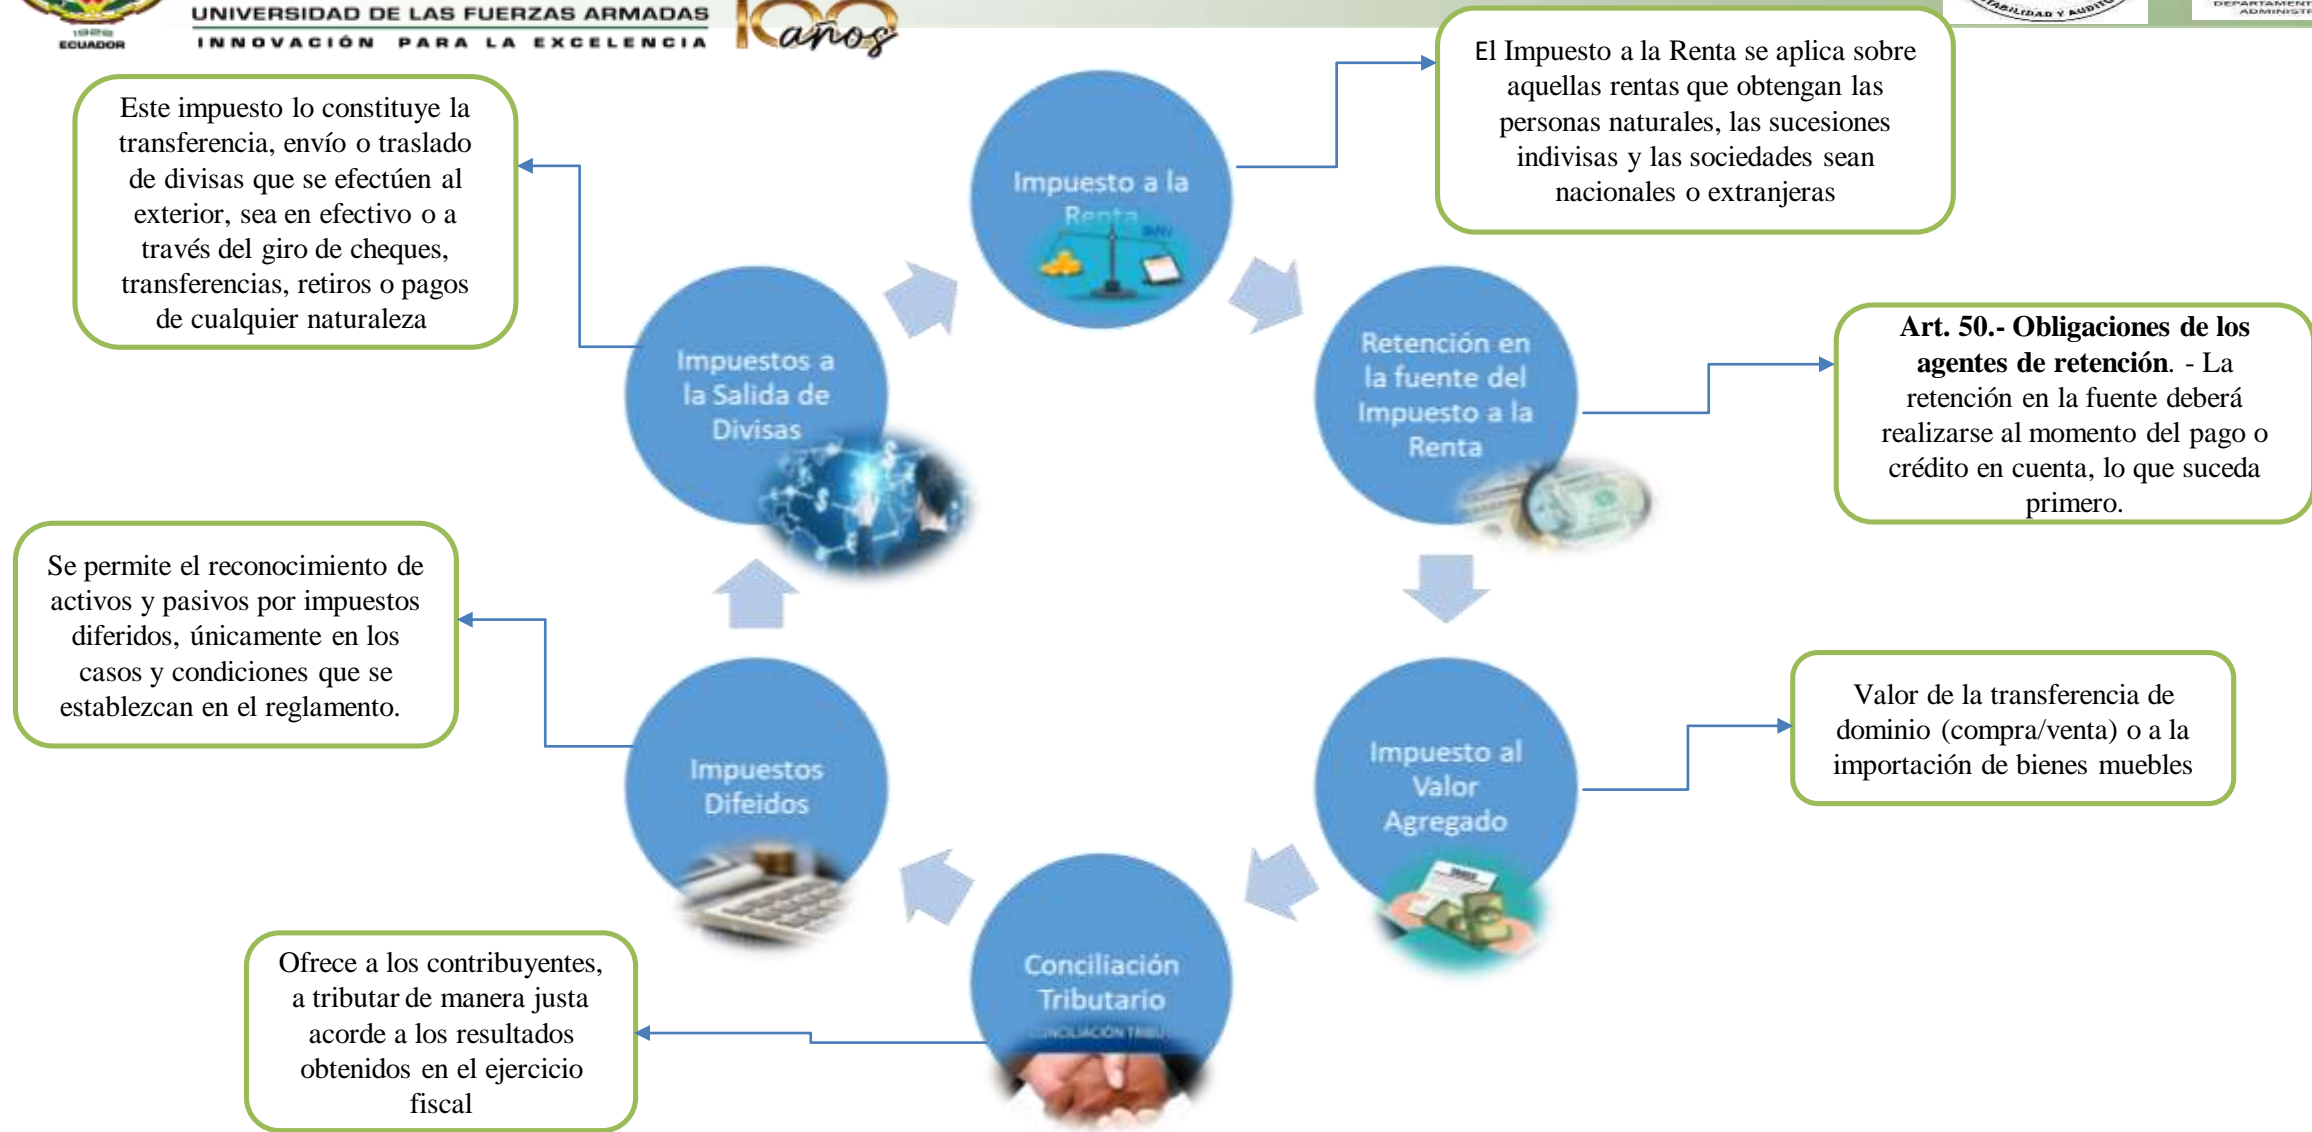 UNIVERSIDAD DE LAS FUERZAS ARMADAS
INNOVACIÓN PARA LA EXCELENCIA
1922
ECUADOR
100 años
CONTABILIDAD Y AUDITO
DEPARTAMENT
ADMINISTR
El Impuesto a la Renta se aplica sobre
aquellas rentas que obtengan las
personas naturales, las sucesiones
indivisas y las sociedades sean
nacionales o extranjeras
Este impuesto lo constituye la
transferencia, envío o traslado
de divisas que se efectúen al
exterior, sea en efectivo o a
través del giro de cheques,
transferencias, retiros o pagos
de cualquier naturaleza
Impuesto a la
Renta
Retención en
la fuente del
Impuesto a la
Renta
Art. 50.- Obligaciones de los
agentes de retención. - La
retención en la fuente deberá
realizarse al momento del pago o
crédito en cuenta, lo que suceda
primero.
Impuestos a
la Salida de
Divisas
Se permite el reconocimiento de
activos y pasivos por impuestos
diferidos, únicamente en los
casos y condiciones que se
establezcan en el reglamento.
Valor de la transferencia de
dominio (compra/venta) o a la
importación de bienes muebles
Impuesto al
Valor
Agregado
Impuestos
Difeidos
Conciliación
Tributario
ONCILIACIÓN TRIBU
Ofrece a los contribuyentes,
a tributar de manera justa
acorde a los resultados
obtenidos en el ejercicio
fiscal